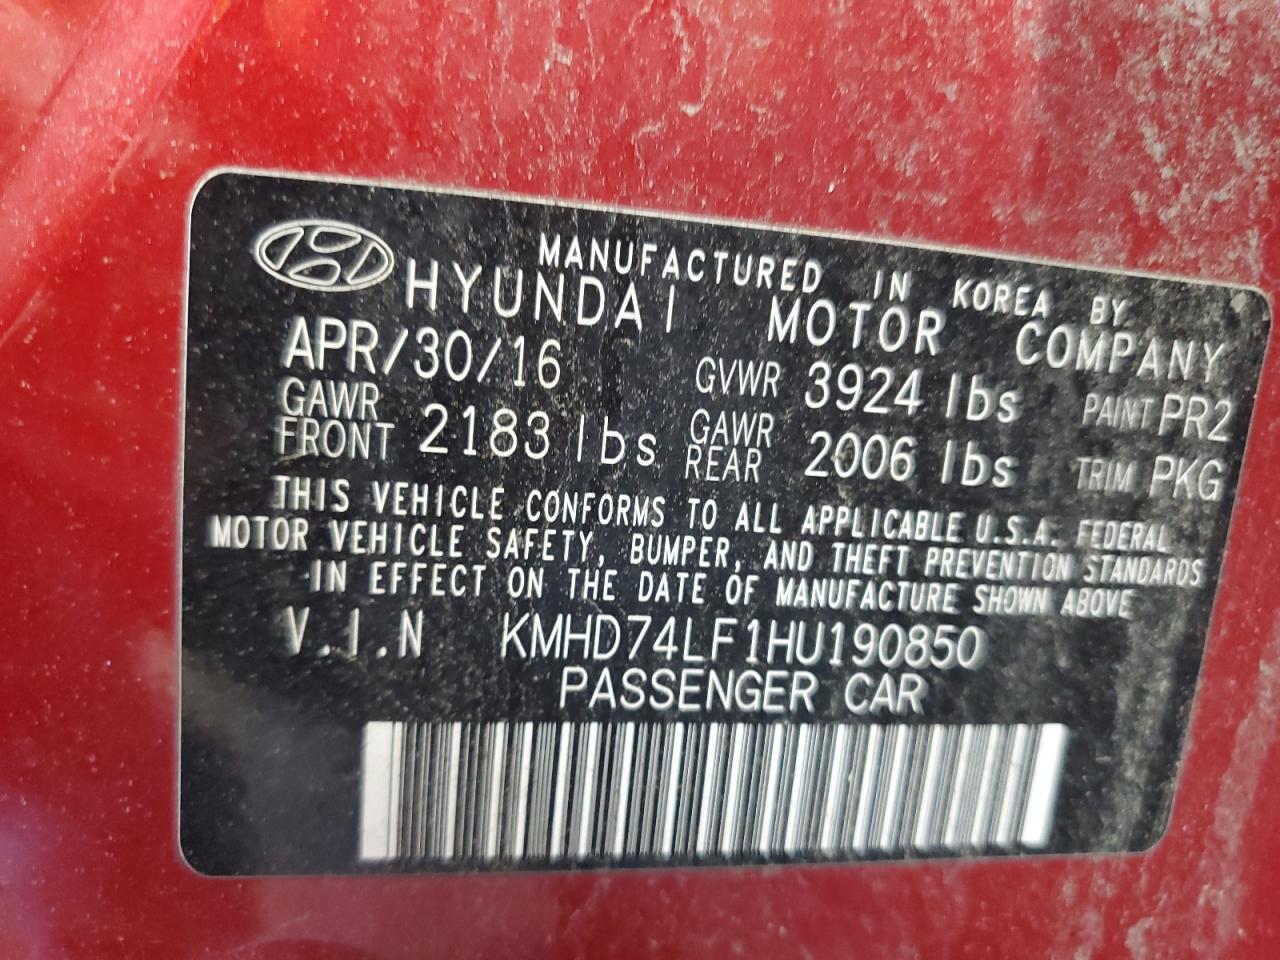 MANUFACTURED IN KOREA BY
HYUNDAI MOTOR COMPANY
APR/30/16 GVWR 3924 lbs PAINT PR2
GAWR FRONT 2183 lbs GAWR REAR 2006 lbs TRIM PKG
THIS VEHICLE CONFORMS TO ALL APPLICABLE U.S.A. FEDERAL
MOTOR VEHICLE SAFETY, BUMPER, AND THEFT PREVENTION STANDARDS
IN EFFECT ON THE DATE OF MANUFACTURE SHOWN ABOVE
V.I.N KMHD74LF1HU190850
PASSENGER CAR